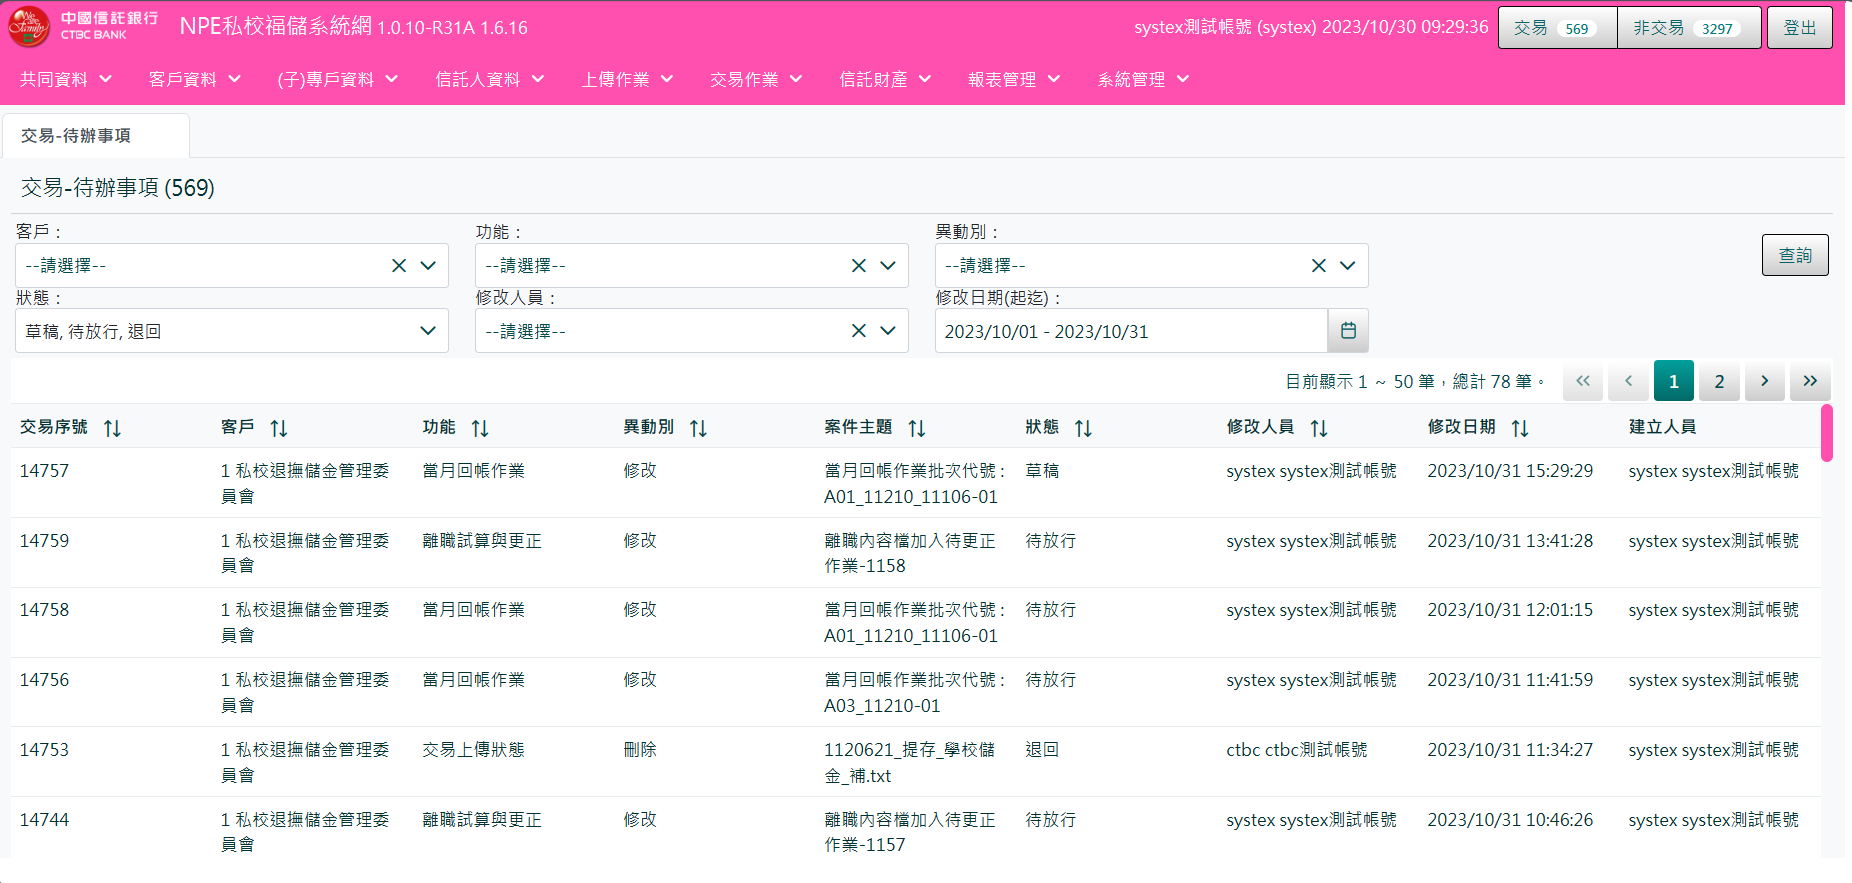 中國信託銀行
CTBC BANK
NPE私校福儲系統網 1.0.10-R31A 1.6.16
systex測試帳號 (systex) 2023/10/30 09:29:36
交易 569
非交易 3297
登出
共同資料
客戶資料
(子)專戶資料
信託人資料
上傳作業
交易作業
信託財產
報表管理
系統管理
交易-待辦事項
交易-待辦事項 (569)
客戶：
功能：
異動別：
--請選擇--
--請選擇--
--請選擇--
查詢
狀態：
修改人員：
修改日期(起迄)：
草稿, 待放行, 退回
--請選擇--
2023/10/01 - 2023/10/31
目前顯示 1 ~ 50 筆，總計 78 筆。
1
2
交易序號 客戶 功能 異動別 案件主題 狀態 修改人員 修改日期 建立人員
14757 1 私校退撫儲金管理委 當月回帳作業 修改 當月回帳作業批次代號： 草稿 systex systex測試帳號 2023/10/31 15:29:29 systex systex測試帳號
員會 A01_11210_11106-01
14759 1 私校退撫儲金管理委 離職試算與更正 修改 離職內容檔加入待更正 待放行 systex systex測試帳號 2023/10/31 13:41:28 systex systex測試帳號
員會 作業-1158
14758 1 私校退撫儲金管理委 當月回帳作業 修改 當月回帳作業批次代號： 待放行 systex systex測試帳號 2023/10/31 12:01:15 systex systex測試帳號
員會 A01_11210_11106-01
14756 1 私校退撫儲金管理委 當月回帳作業 修改 當月回帳作業批次代號： 待放行 systex systex測試帳號 2023/10/31 11:41:59 systex systex測試帳號
員會 A03_11210-01
14753 1 私校退撫儲金管理委 交易上傳狀態 刪除 1120621_提存_學校儲 退回 ctbc ctbc測試帳號 2023/10/31 11:34:27 systex systex測試帳號
員會 金_補.txt
14744 1 私校退撫儲金管理委 離職試算與更正 修改 離職內容檔加入待更正 待放行 systex systex測試帳號 2023/10/31 10:46:26 systex systex測試帳號
員會 作業-1157